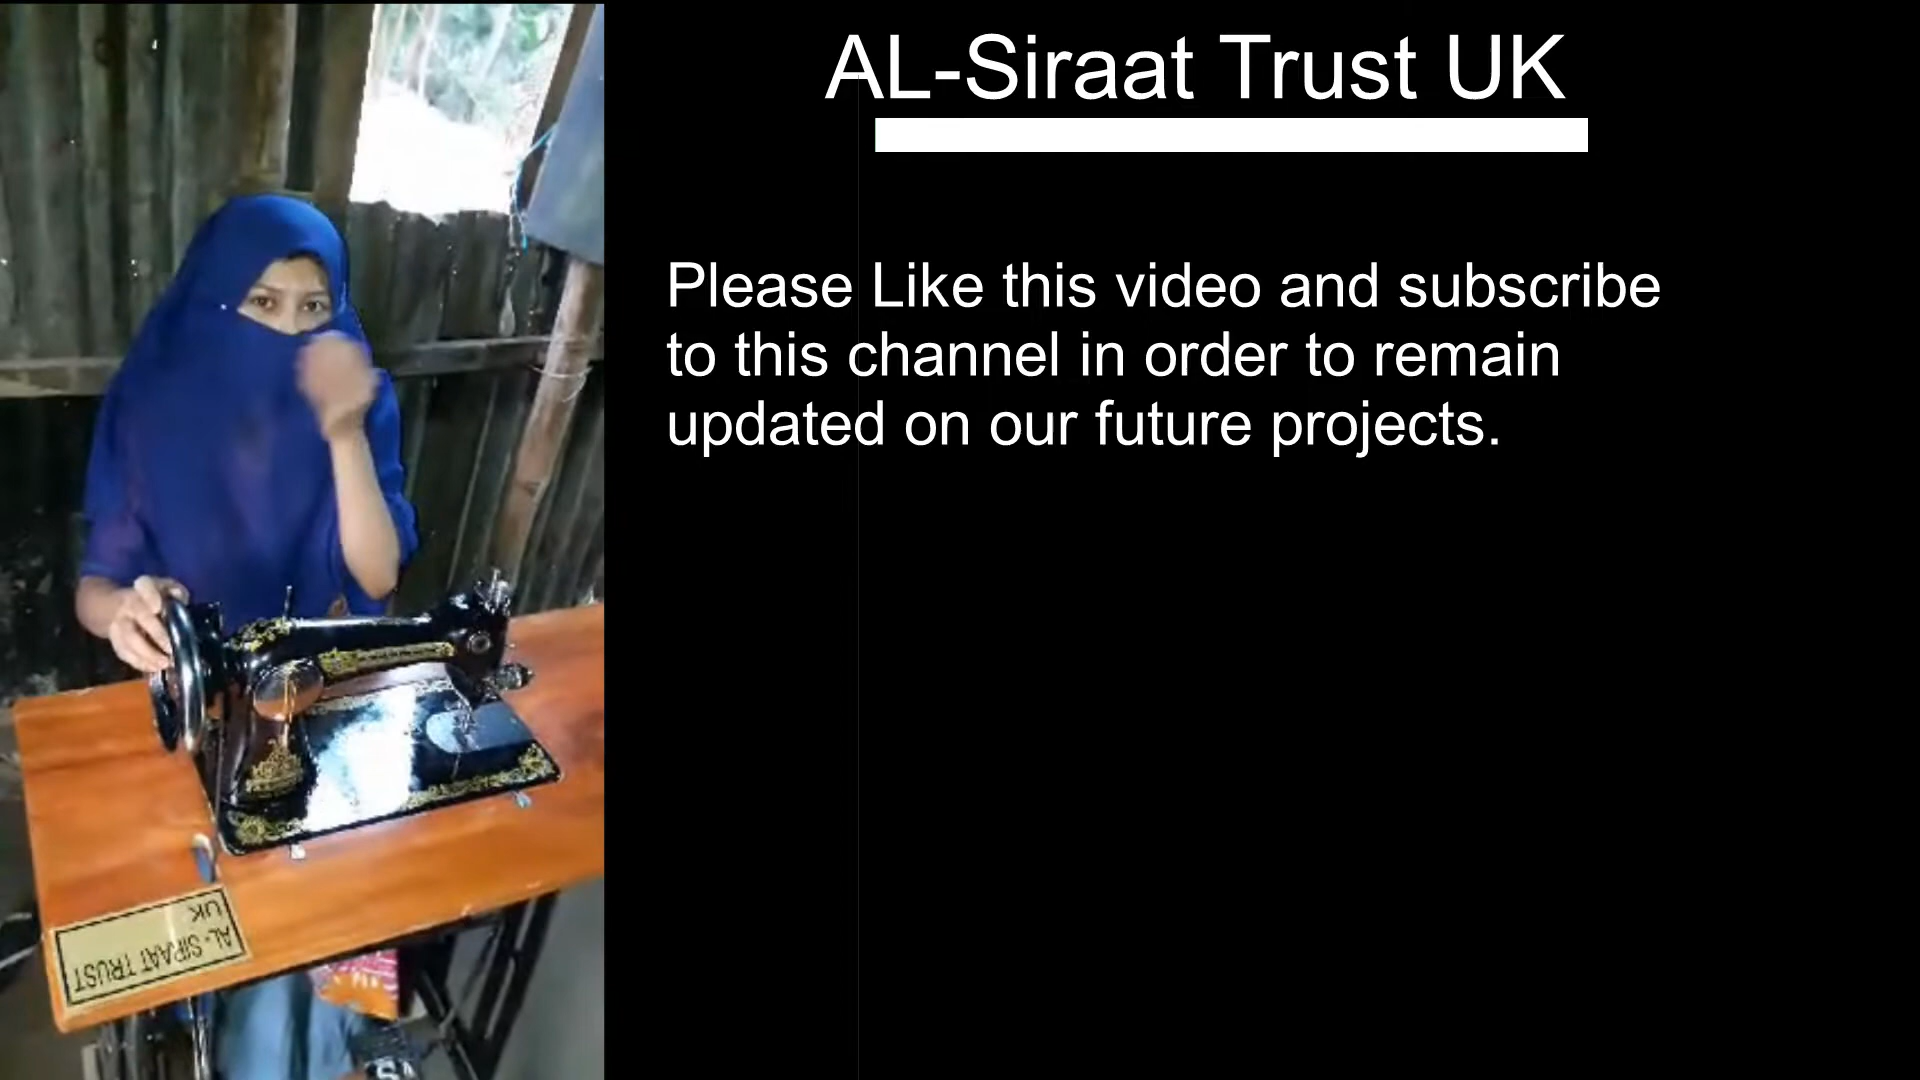 AL-Siraat Trust UK
Please Like this video and subscribe
to this channel in order to remain
updated on our future projects.
AL-SIRAAT TRUST
UK